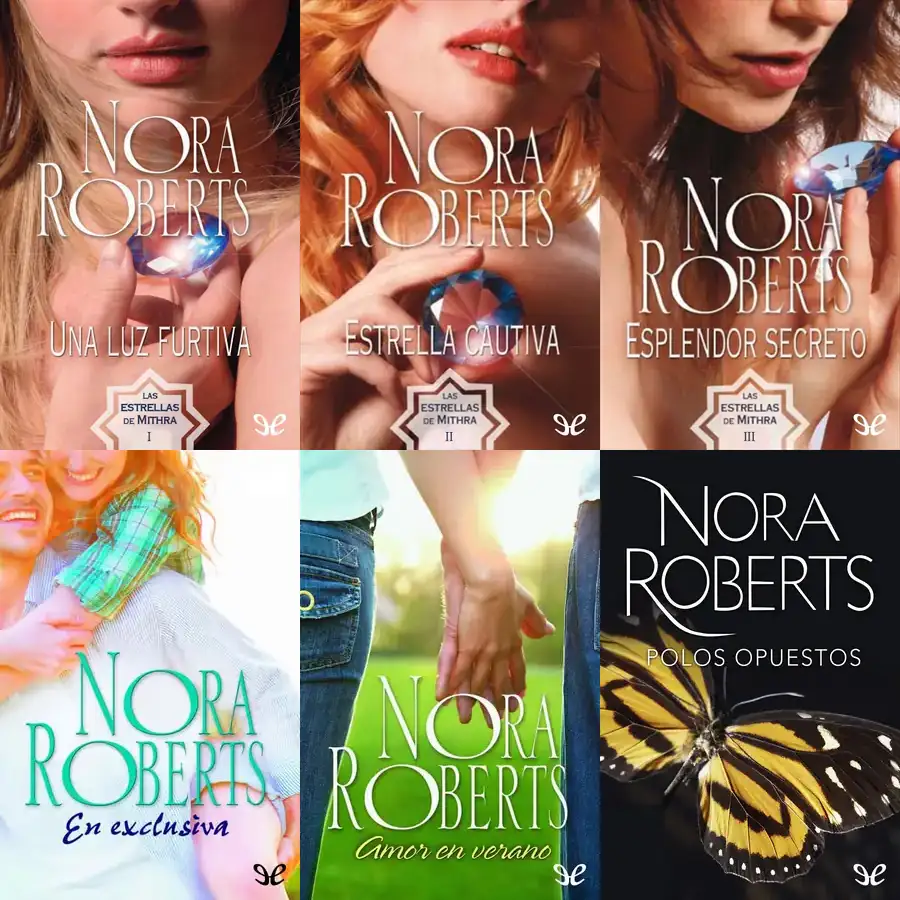 NORA
ROBERTS
UNA LUZ FURTIVA
LAS
ESTRELLAS
DE MITHRA
I
NORA
ROBERTS
ESTRELLA CAUTIVA
LAS
ESTRELLAS
DE MITHRA
II
NORA
ROBERTS
ESPLENDOR SECRETO
LAS
ESTRELLAS
DE MITHRA
III
NORA
ROBERTS
En exclusiva
NORA
ROBERTS
Amor en verano
NORA
ROBERTS
POLOS OPUESTOS